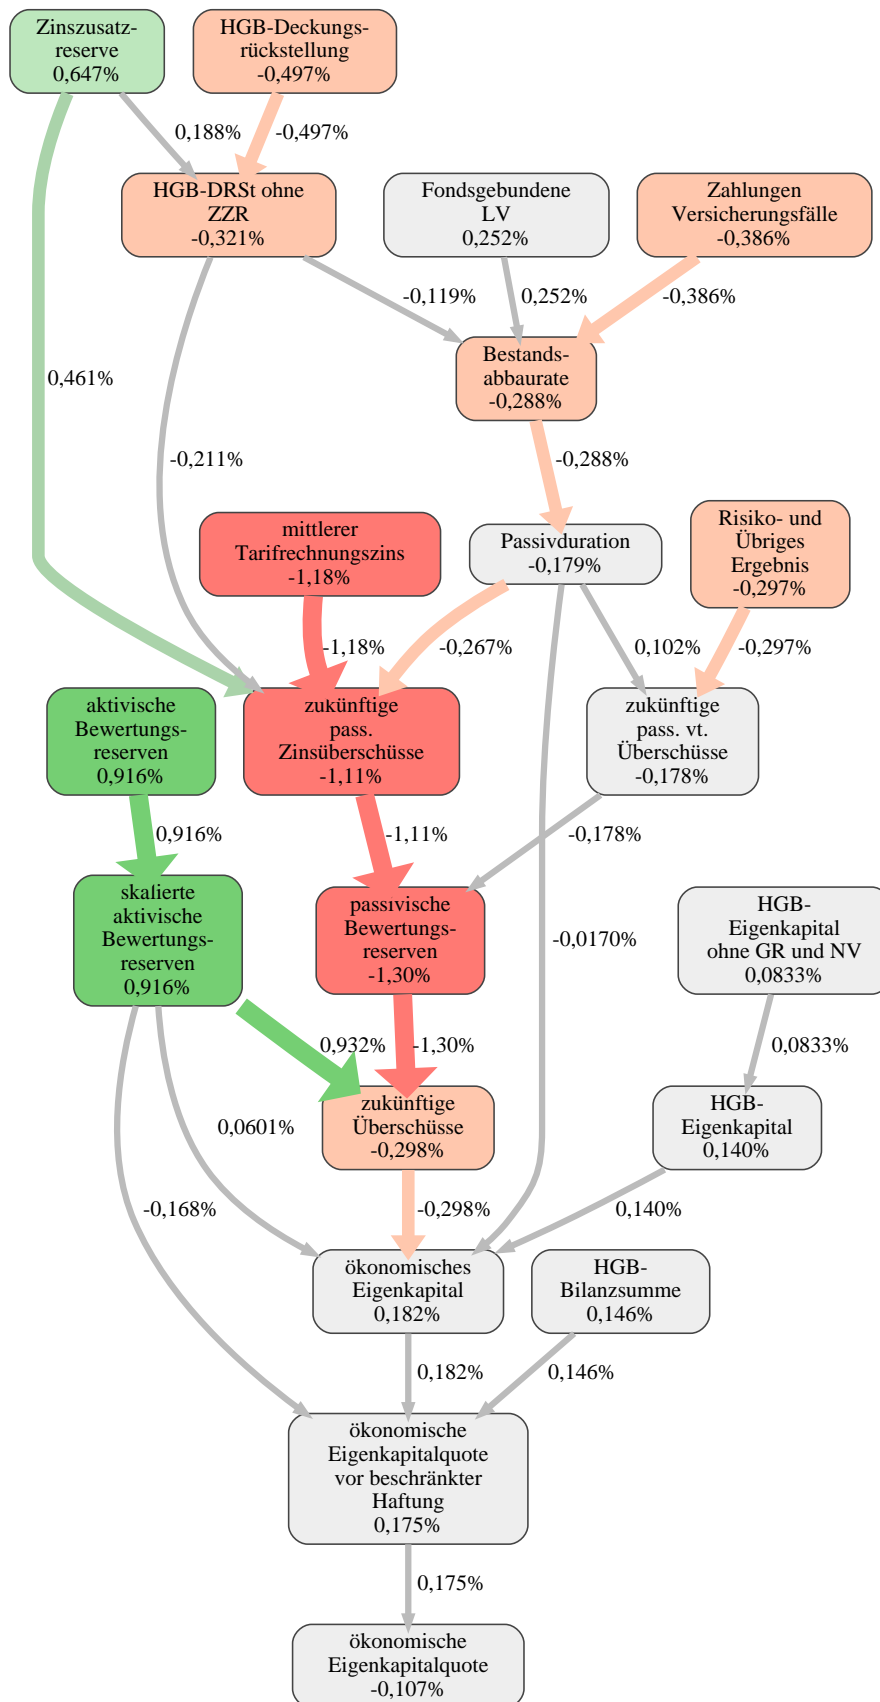 Zinszusatz-
reserve
0,647%
HGB-Deckungs-
rückstellung
-0,497%
0,188%
-0,497%
HGB-DRSt ohne
ZZR
-0,321%
Fondsgebundene
LV
0,252%
Zahlungen
Versicherungsfälle
-0,386%
-0,119%
0,252%
-0,386%
Bestands-
abbaurate
-0,288%
0,461%
-0,211%
-0,288%
mittlerer
Tarifrechnungszins
-1,18%
Passivduration
-0,179%
Risiko- und
Übriges
Ergebnis
-0,297%
-1,18%
-0,267%
0,102%
-0,297%
aktivische
Bewertungs-
reserven
0,916%
zukünftige
pass.
Zinsüberschüsse
-1,11%
zukünftige
pass. vt.
Überschüsse
-0,178%
0,916%
-1,11%
-0,178%
skalierte
aktivische
Bewertungs-
reserven
0,916%
passivische
Bewertungs-
reserven
-1,30%
-0,0170%
HGB-
Eigenkapital
ohne GR und NV
0,0833%
0,932%
-1,30%
0,0833%
0,0601%
zukünftige
Überschüsse
-0,298%
HGB-
Eigenkapital
0,140%
-0,168%
-0,298%
0,140%
ökonomisches
Eigenkapital
0,182%
HGB-
Bilanzsumme
0,146%
0,182%
0,146%
ökonomische
Eigenkapitalquote
vor beschränkter
Haftung
0,175%
0,175%
ökonomische
Eigenkapitalquote
-0,107%